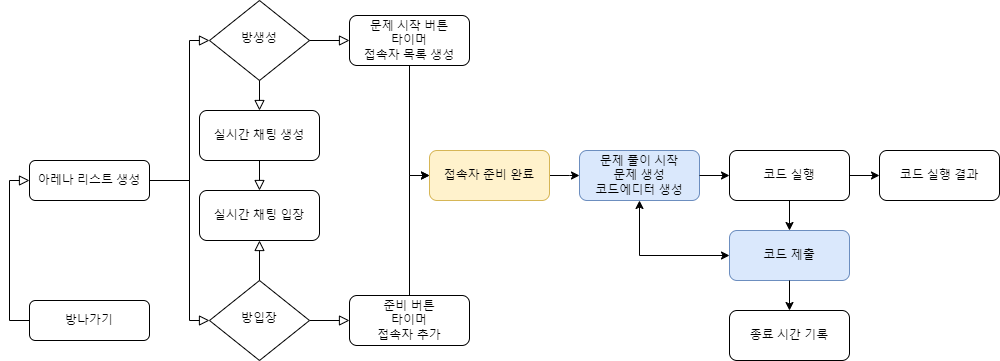 방생성
문제 시작 버튼
타이머
접속자 목록 생성
실시간 채팅 생성
아레나 리스트 생성
접속자 준비 완료
문제 풀이 시작
문제 생성
코드에디터 생성
코드 실행
코드 실행 결과
실시간 채팅 입장
코드 제출
방나가기
방입장
준비 버튼
타이머
접속자 추가
종료 시간 기록